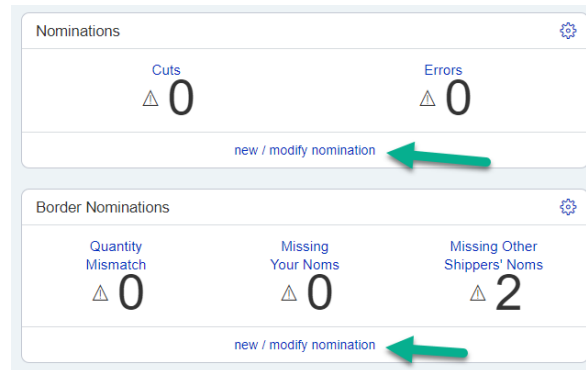 Nominations
Cuts Errors
0 0
new / modify nomination
Border Nominations
Quantity Missing Missing Other
Mismatch Your Noms Shippers' Noms
0 0 2
new / modify nomination